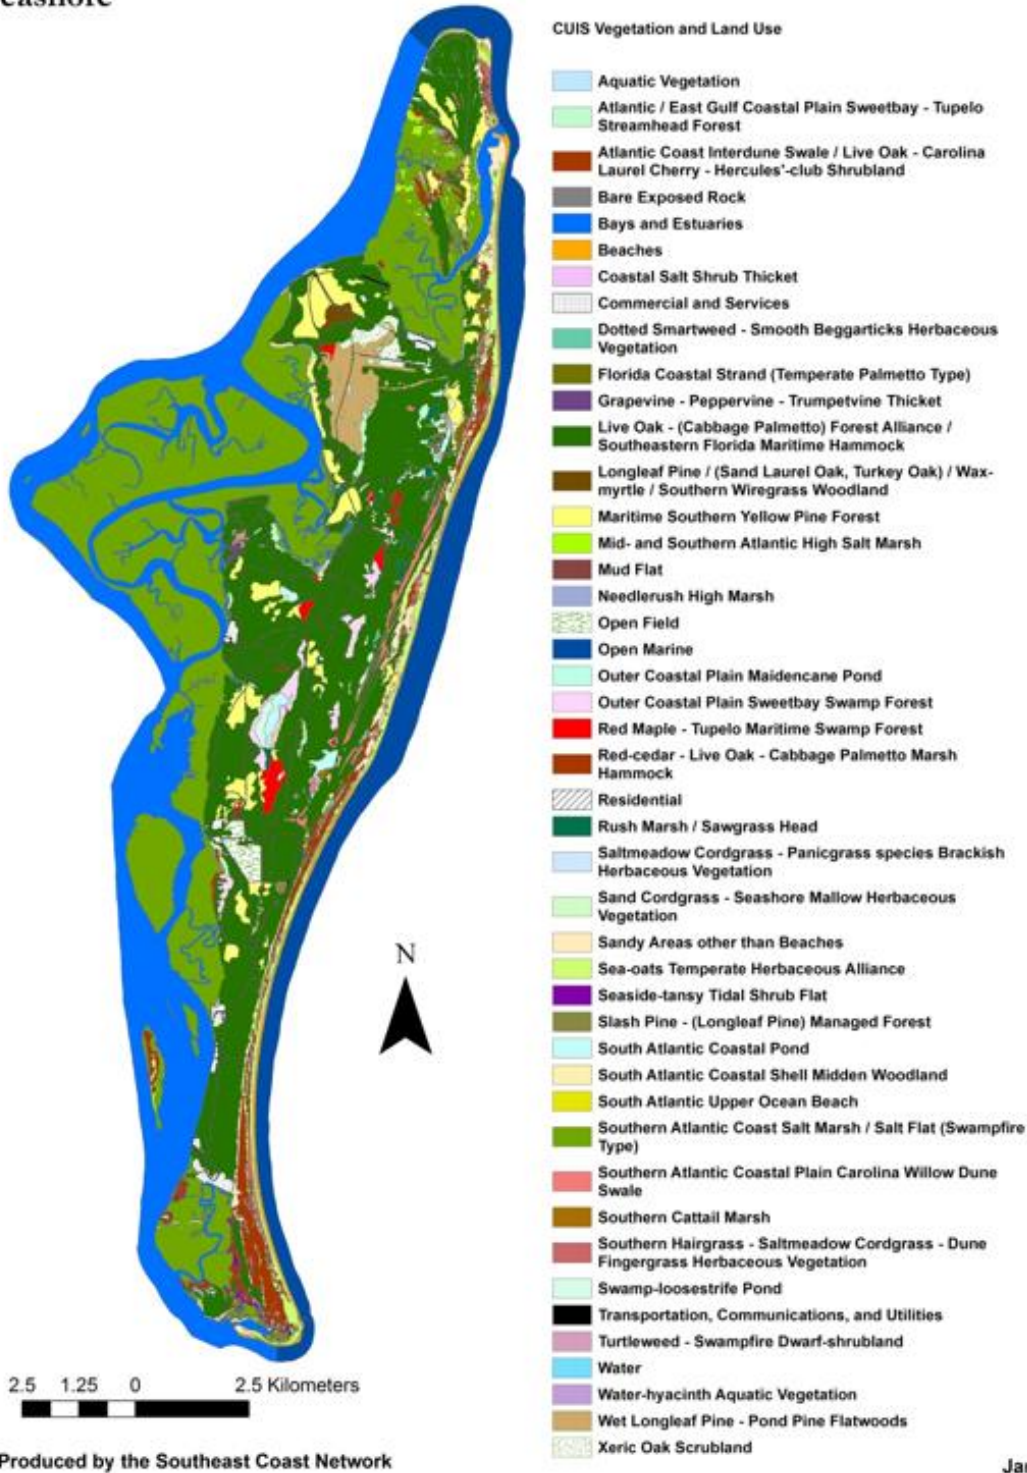 eashore
CUIS Vegetation and Land Use
Aquatic Vegetation
Atlantic / East Gulf Coastal Plain Sweetbay - Tupelo
Streamhead Forest
Atlantic Coast Interdune Swale / Live Oak - Carolina
Laurel Cherry - Hercules'-club Shrubland
Bare Exposed Rock
Bays and Estuaries
Beaches
Coastal Salt Shrub Thicket
Commercial and Services
Dotted Smartweed - Smooth Beggarticks Herbaceous
Vegetation
Florida Coastal Strand (Temperate Palmetto Type)
Grapevine - Peppervine - Trumpetvine Thicket
Live Oak - (Cabbage Palmetto) Forest Alliance /
Southeastern Florida Maritime Hammock
Longleaf Pine / (Sand Laurel Oak, Turkey Oak) / Wax-
myrtle / Southern Wiregrass Woodland
Maritime Southern Yellow Pine Forest
Mid- and Southern Atlantic High Salt Marsh
Mud Flat
Needlerush High Marsh
Open Field
Open Marine
Outer Coastal Plain Maidencane Pond
Outer Coastal Plain Sweetbay Swamp Forest
Red Maple - Tupelo Maritime Swamp Forest
Red-cedar - Live Oak - Cabbage Palmetto Marsh
Hammock
Residential
Rush Marsh / Sawgrass Head
Saltmeadow Cordgrass - Panicgrass species Brackish
Herbaceous Vegetation
Sand Cordgrass - Seashore Mallow Herbaceous
Vegetation
Sandy Areas other than Beaches
Sea-oats Temperate Herbaceous Alliance
Seaside-tansy Tidal Shrub Flat
Slash Pine - (Longleaf Pine) Managed Forest
South Atlantic Coastal Pond
South Atlantic Coastal Shell Midden Woodland
South Atlantic Upper Ocean Beach
Southern Atlantic Coast Salt Marsh / Salt Flat (Swampfire
Type)
Southern Atlantic Coastal Plain Carolina Willow Dune
Swale
Southern Cattail Marsh
Southern Hairgrass - Saltmeadow Cordgrass - Dune
Fingergrass Herbaceous Vegetation
Swamp-loosestrife Pond
Transportation, Communications, and Utilities
Turtleweed - Swampfire Dwarf-shrubland
Water
Water-hyacinth Aquatic Vegetation
Wet Longleaf Pine - Pond Pine Flatwoods
Xeric Oak Scrubland
N
2.5 1.25 0 2.5 Kilometers
Produced by the Southeast Coast Network
Jan